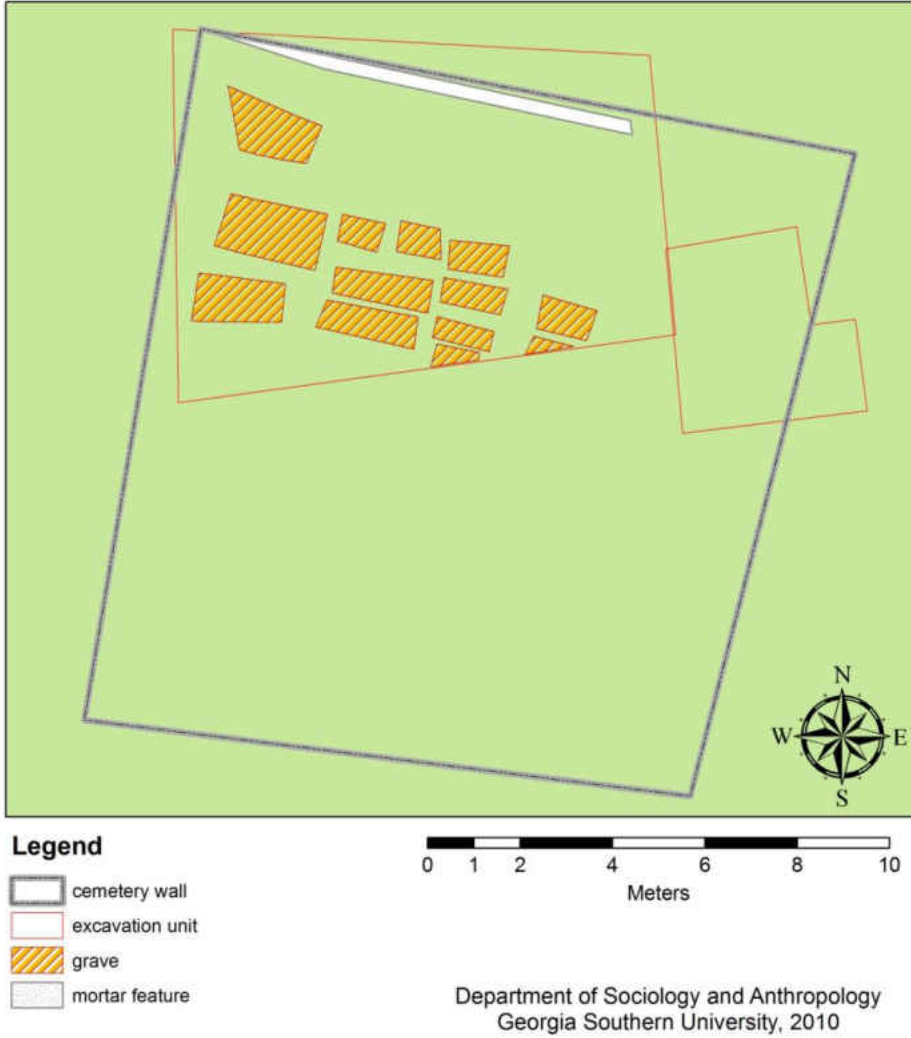 N
W E
S
Legend
cemetery wall
excavation unit
grave
mortar feature
0 1 2 4 6 8 10
Meters
Department of Sociology and Anthropology
Georgia Southern University, 2010